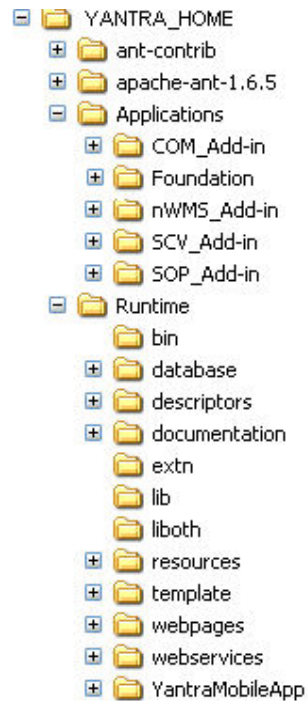 YANTRA_HOME
ant-contrib
apache-ant-1.6.5
Applications
COM_Add-in
Foundation
nWMS_Add-in
SCV_Add-in
SOP_Add-in
Runtime
bin
database
descriptors
documentation
extn
lib
liboth
resources
template
webpages
webservices
YantraMobileApp